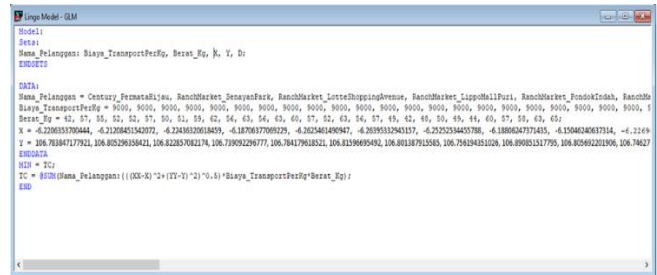 Lingo Model - GLM
Model:
Sets:
Nama_Pelanggan: Biaya_TransportPerKg, Berat_Kg, X, Y, D;
ENDSETS
DATA:
Nama_Pelanggan = Century_PermataHijau, RanchMarket_SenayanPark, RanchMarket_LotteShoppingAvenue, RanchMarket_LippoMallPuri, RanchMarket_PondokIndah, RanchMa
Biaya_TransportPerKg = 9000, 9000, 9000, 9000, 9000, 9000, 9000, 9000, 9000, 9000, 9000, 9000, 9000, 9000, 9000, 9000, 9000, 9000, 9000, 9000, 9000, 9
Berat_Kg = 42, 57, 55, 52, 52, 57, 50, 51, 59, 62, 56, 63, 56, 63, 60, 57, 52, 63, 56, 57, 49, 42, 48, 50, 49, 44, 60, 57, 58, 63, 65;
X = -6.2206353700444, -6.21208451542072, -6.22436320618459, -6.18706377069229, -6.2625461490947, -6.26395332945157, -6.25252534455788, -6.18806247371435, -6.15046240637314, -6.2269
Y = 106.783847177921, 106.805296358421, 106.822857082174, 106.739092296777, 106.784179618521, 106.81596695492, 106.801387915585, 106.756194351026, 106.890851517795, 106.805692201906, 106.74627
ENDDATA
MIN = TC;
TC = @SUM(Nama_Pelanggan:(((XX-X)^2+(YY-Y)^2)^0.5)*Biaya_TransportPerKg*Berat_Kg);
END